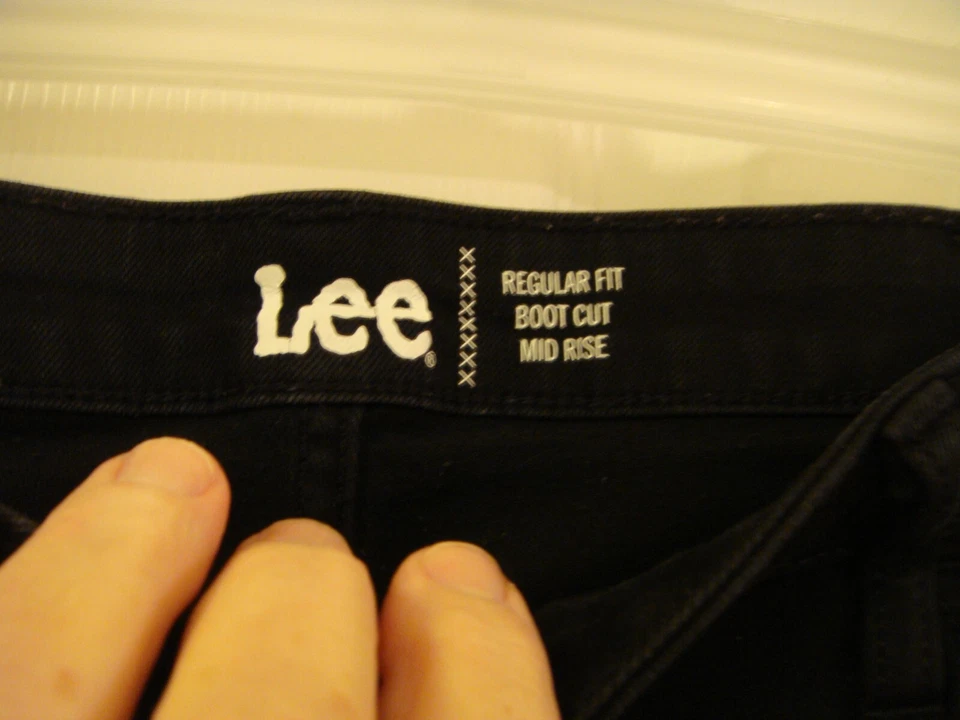 Lee®
REGULAR FIT
BOOT CUT
MID RISE